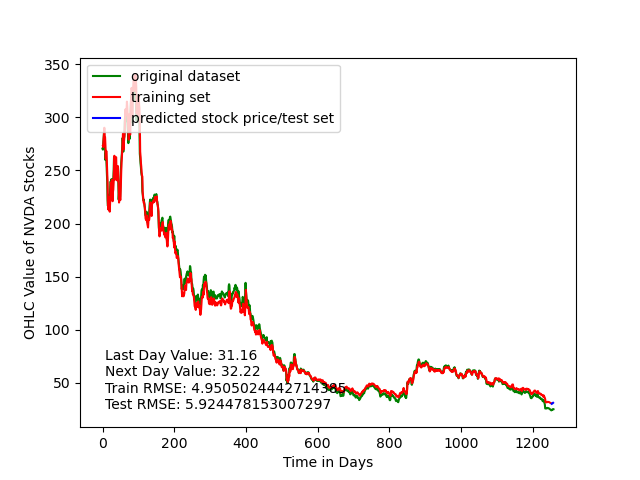 350
300
250
200
150
100
50
OHLC Value of NVDA Stocks
original dataset
training set
predicted stock price/test set
Last Day Value: 31.16
Next Day Value: 32.22
Train RMSE: 4.9505024442714385
Test RMSE: 5.924478153007297
0 200 400 600 800 1000 1200
Time in Days